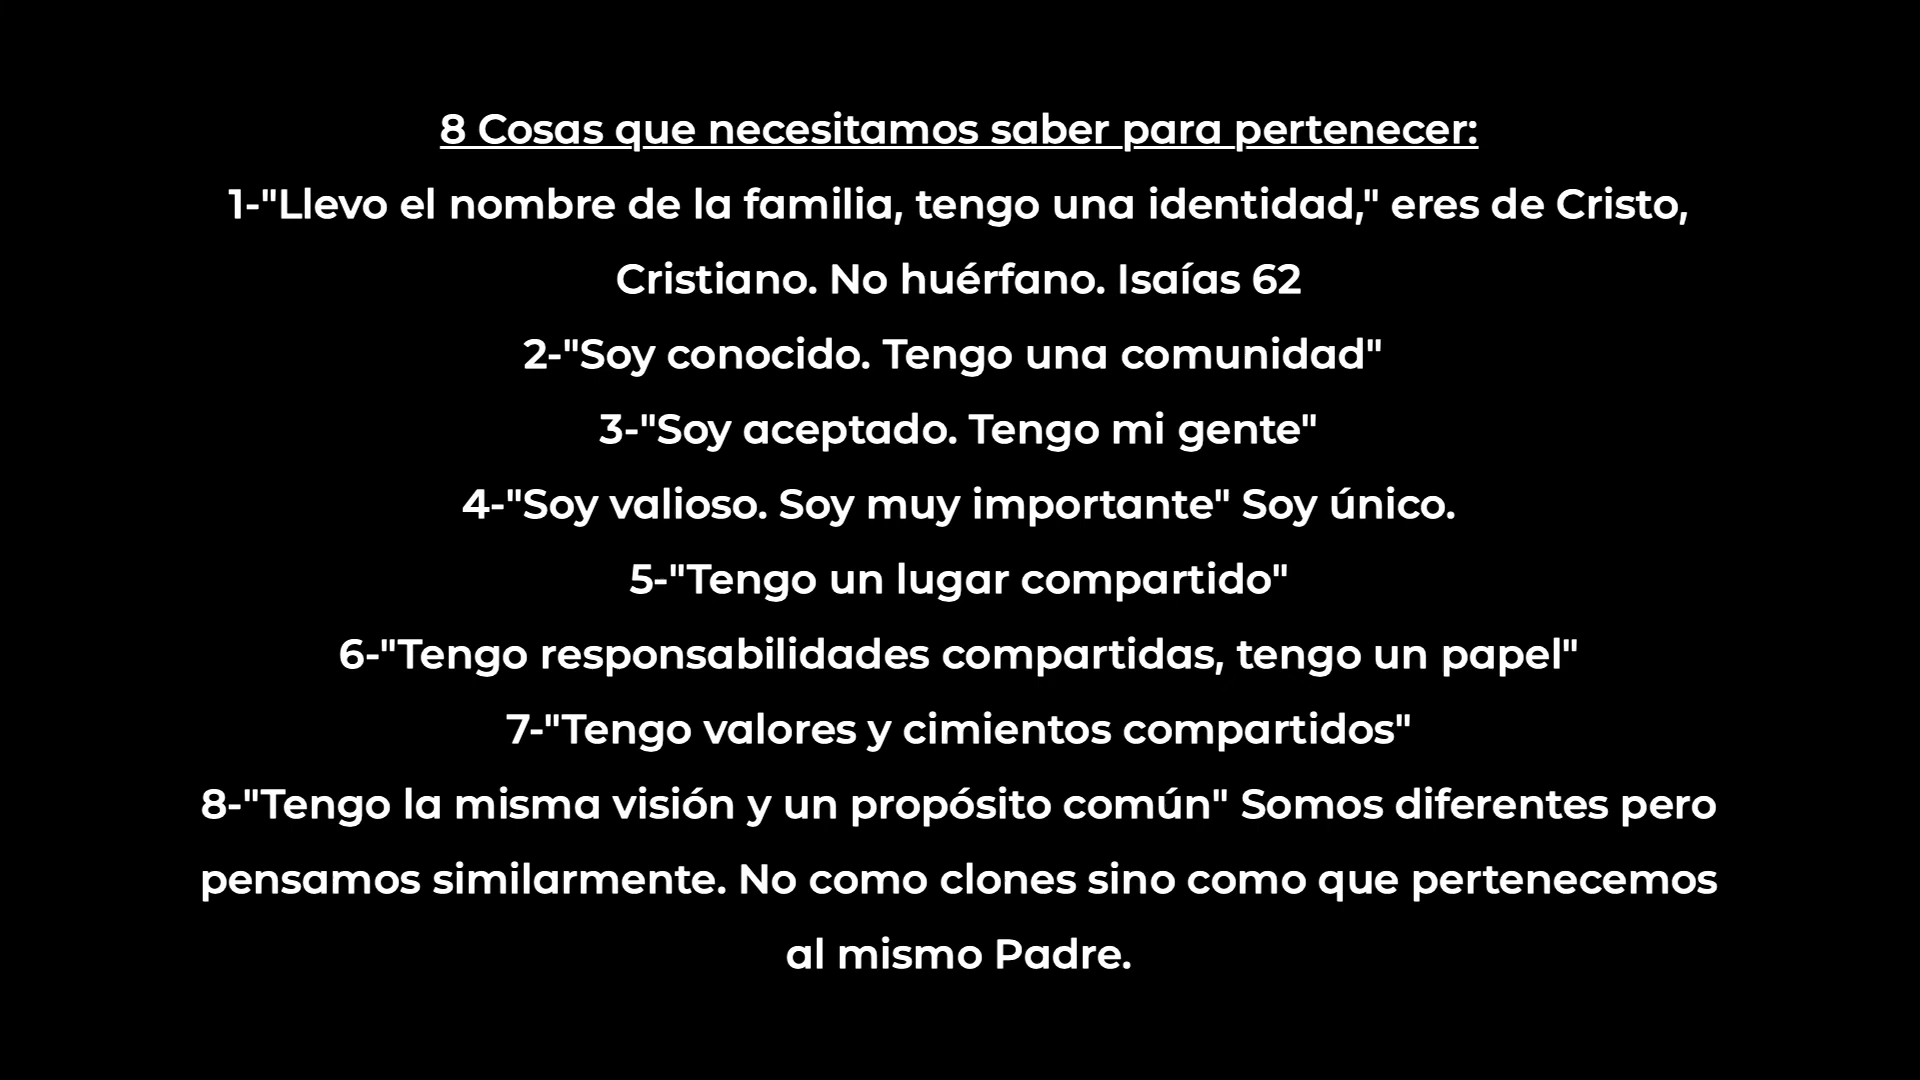 8 Cosas que necesitamos saber para pertenecer:
1-"Llevo el nombre de la familia, tengo una identidad," eres de Cristo,
Cristiano. No huérfano. Isaías 62
2-"Soy conocido. Tengo una comunidad"
3-"Soy aceptado. Tengo mi gente"
4-"Soy valioso. Soy muy importante" Soy único.
5-"Tengo un lugar compartido"
6-"Tengo responsabilidades compartidas, tengo un papel"
7-"Tengo valores y cimientos compartidos"
8-"Tengo la misma visión y un propósito común" Somos diferentes pero
pensamos similarmente. No como clones sino como que pertenecemos
al mismo Padre.